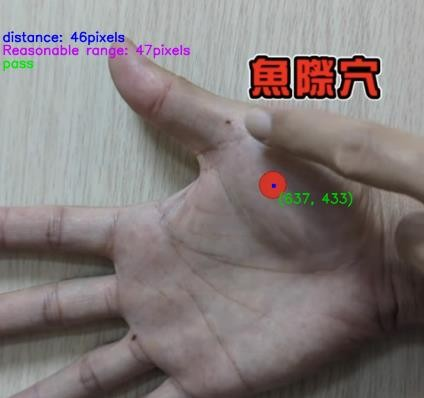 distance: 46pixels
Reasonable range: 47pixels
pass
魚際穴
(637, 433)